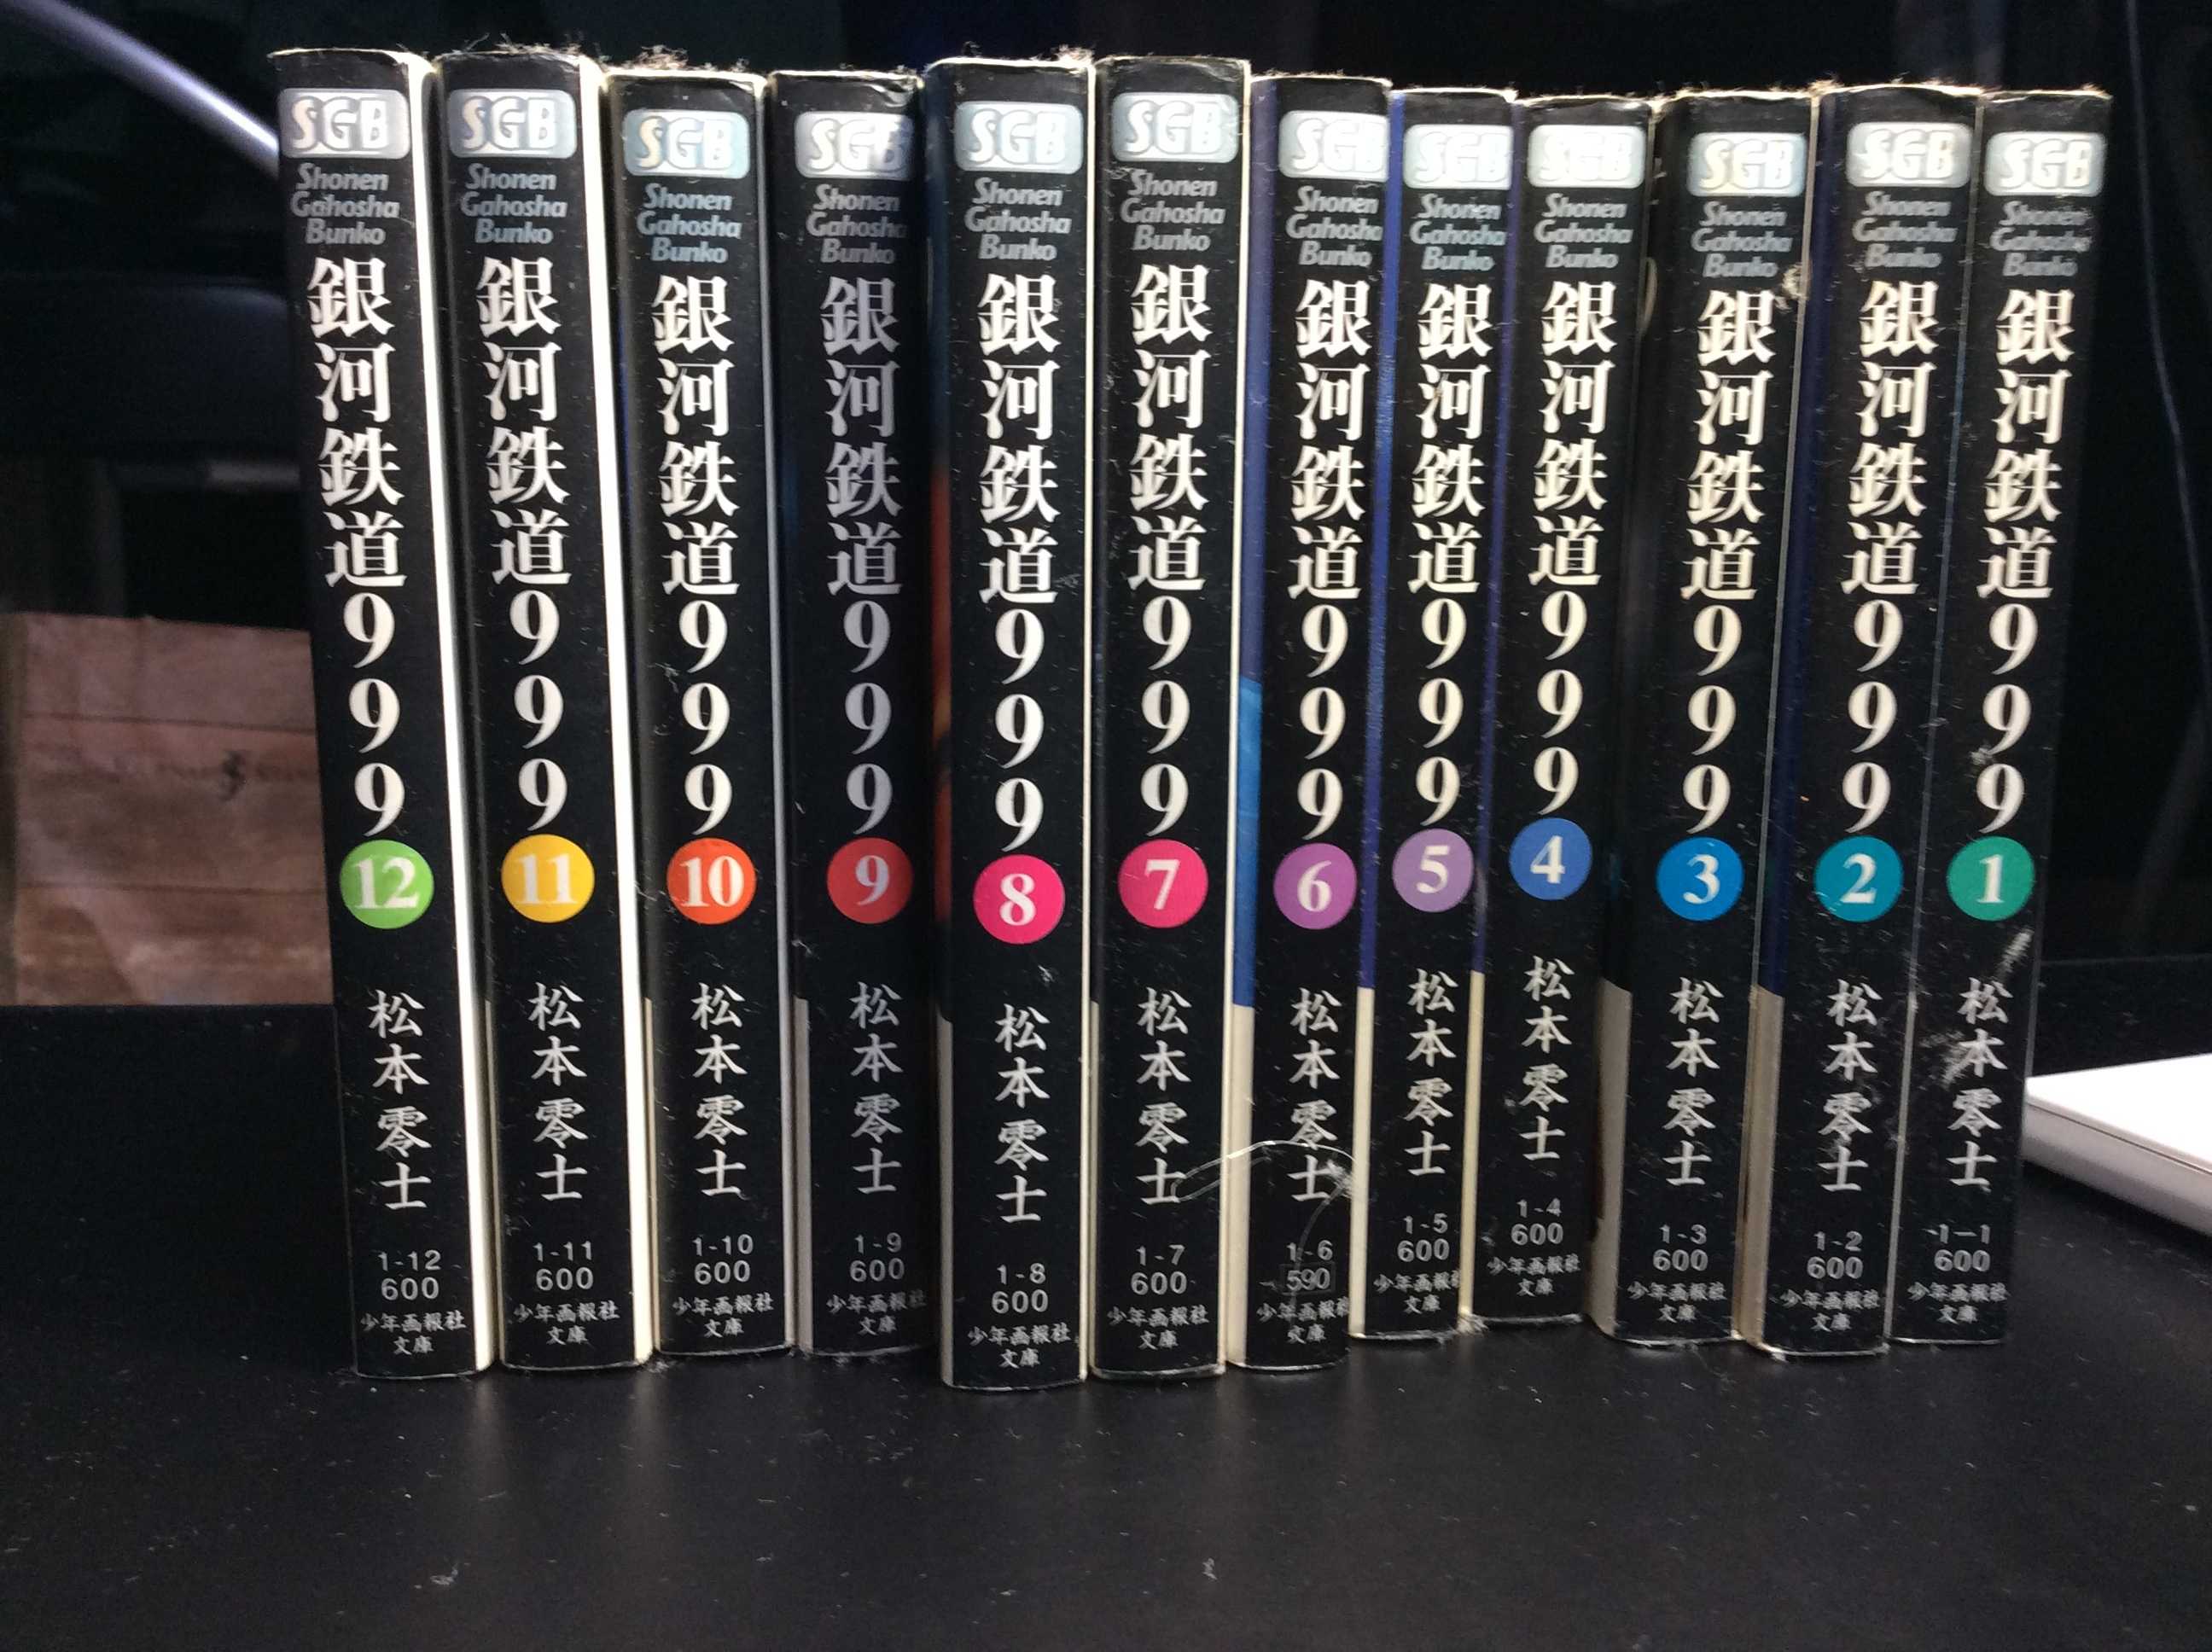 SGB
Shonen
Gahosha
Bunko
銀河鉄道999
12
松本零士
1-12
600
少年画報社
文庫
SGB
Shonen
Gahosha
Bunko
銀河鉄道999
11
松本零士
1-11
600
少年画報社
文庫
SGB
Shonen
Gahosha
Bunko
銀河鉄道999
10
松本零士
1-10
600
少年画報社
文庫
SGB
Shonen
Gahosha
Bunko
銀河鉄道999
9
松本零士
1-9
600
少年画報社
文庫
SGB
Shonen
Gahosha
Bunko
銀河鉄道999
8
松本零士
1-8
600
少年画報社
文庫
SGB
Shonen
Gahosha
Bunko
銀河鉄道999
7
松本零士
1-7
600
少年画報社
文庫
SGB
Shonen
Gahosha
Bunko
銀河鉄道999
6
松本零士
1-6
590
少年画報社
文庫
SGB
Shonen
Gahosha
Bunko
銀河鉄道999
5
松本零士
1-5
600
少年画報社
文庫
SGB
Shonen
Gahosha
Bunko
銀河鉄道999
4
松本零士
1-4
600
少年画報社
文庫
SGB
Shonen
Gahosha
Bunko
銀河鉄道999
3
松本零士
1-3
600
少年画報社
文庫
SGB
Shonen
Gahosha
Bunko
銀河鉄道999
2
松本零士
1-2
600
少年画報社
文庫
SGB
Shonen
Gahosha
Bunko
銀河鉄道999
1
松本零士
1-1
600
少年画報社
文庫